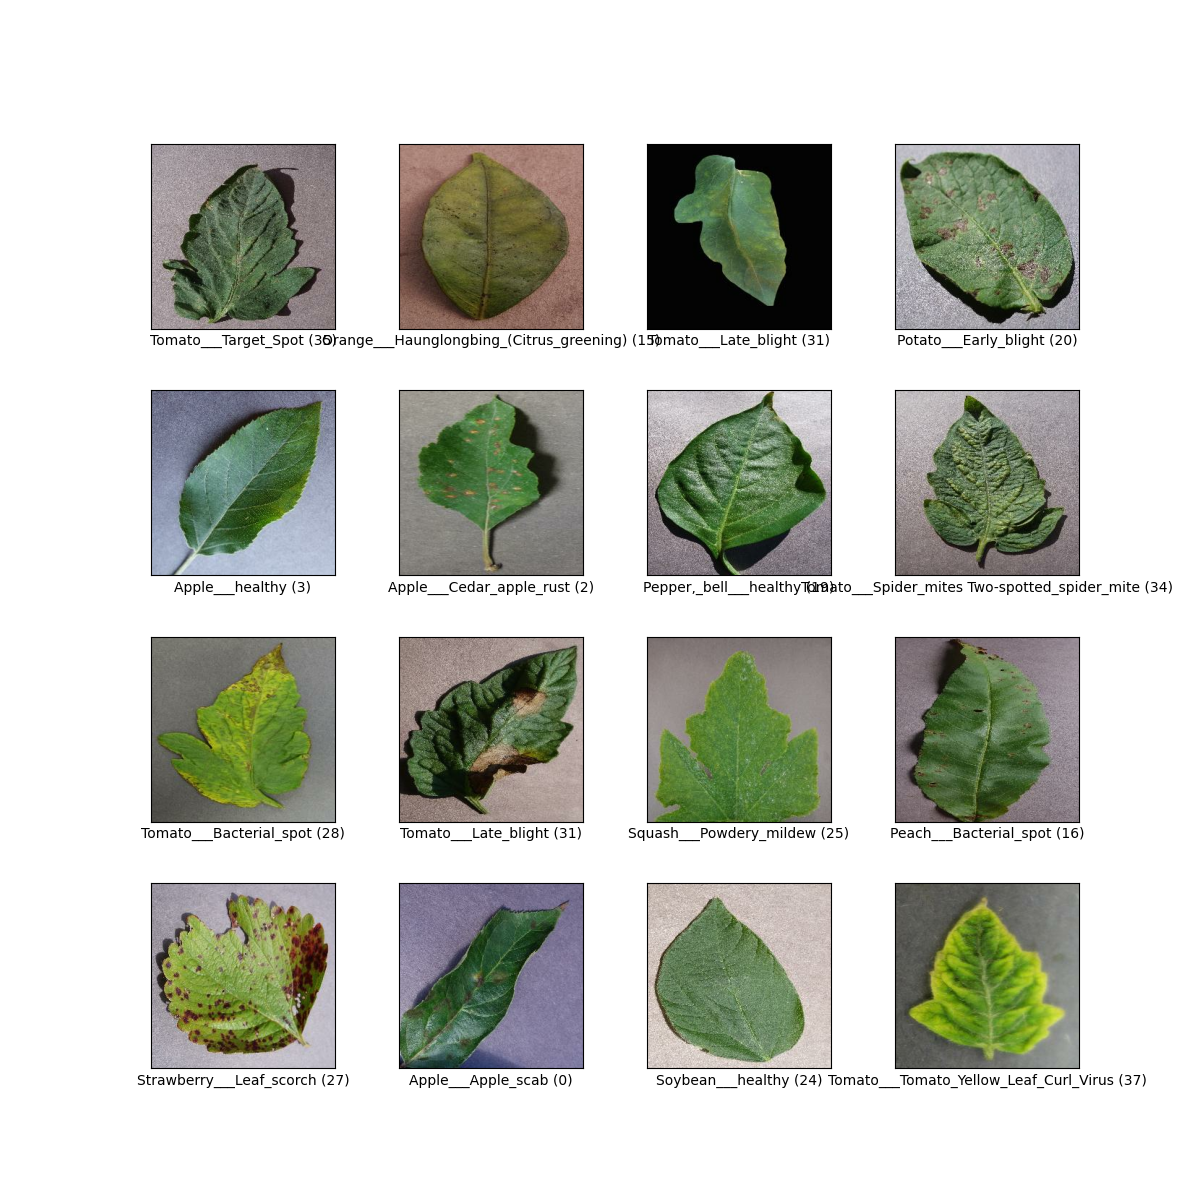 Tomato___Target_Spot (35)
Orange___Haunglongbing_(Citrus_greening) (15)
Tomato___Late_blight (31)
Potato___Early_blight (20)
Apple___healthy (3)
Apple___Cedar_apple_rust (2)
Pepper,_bell___healthy (19)
Tomato___Spider_mites Two-spotted_spider_mite (34)
Tomato___Bacterial_spot (28)
Tomato___Late_blight (31)
Squash___Powdery_mildew (25)
Peach___Bacterial_spot (16)
Strawberry___Leaf_scorch (27)
Apple___Apple_scab (0)
Soybean___healthy (24)
Tomato___Tomato_Yellow_Leaf_Curl_Virus (37)